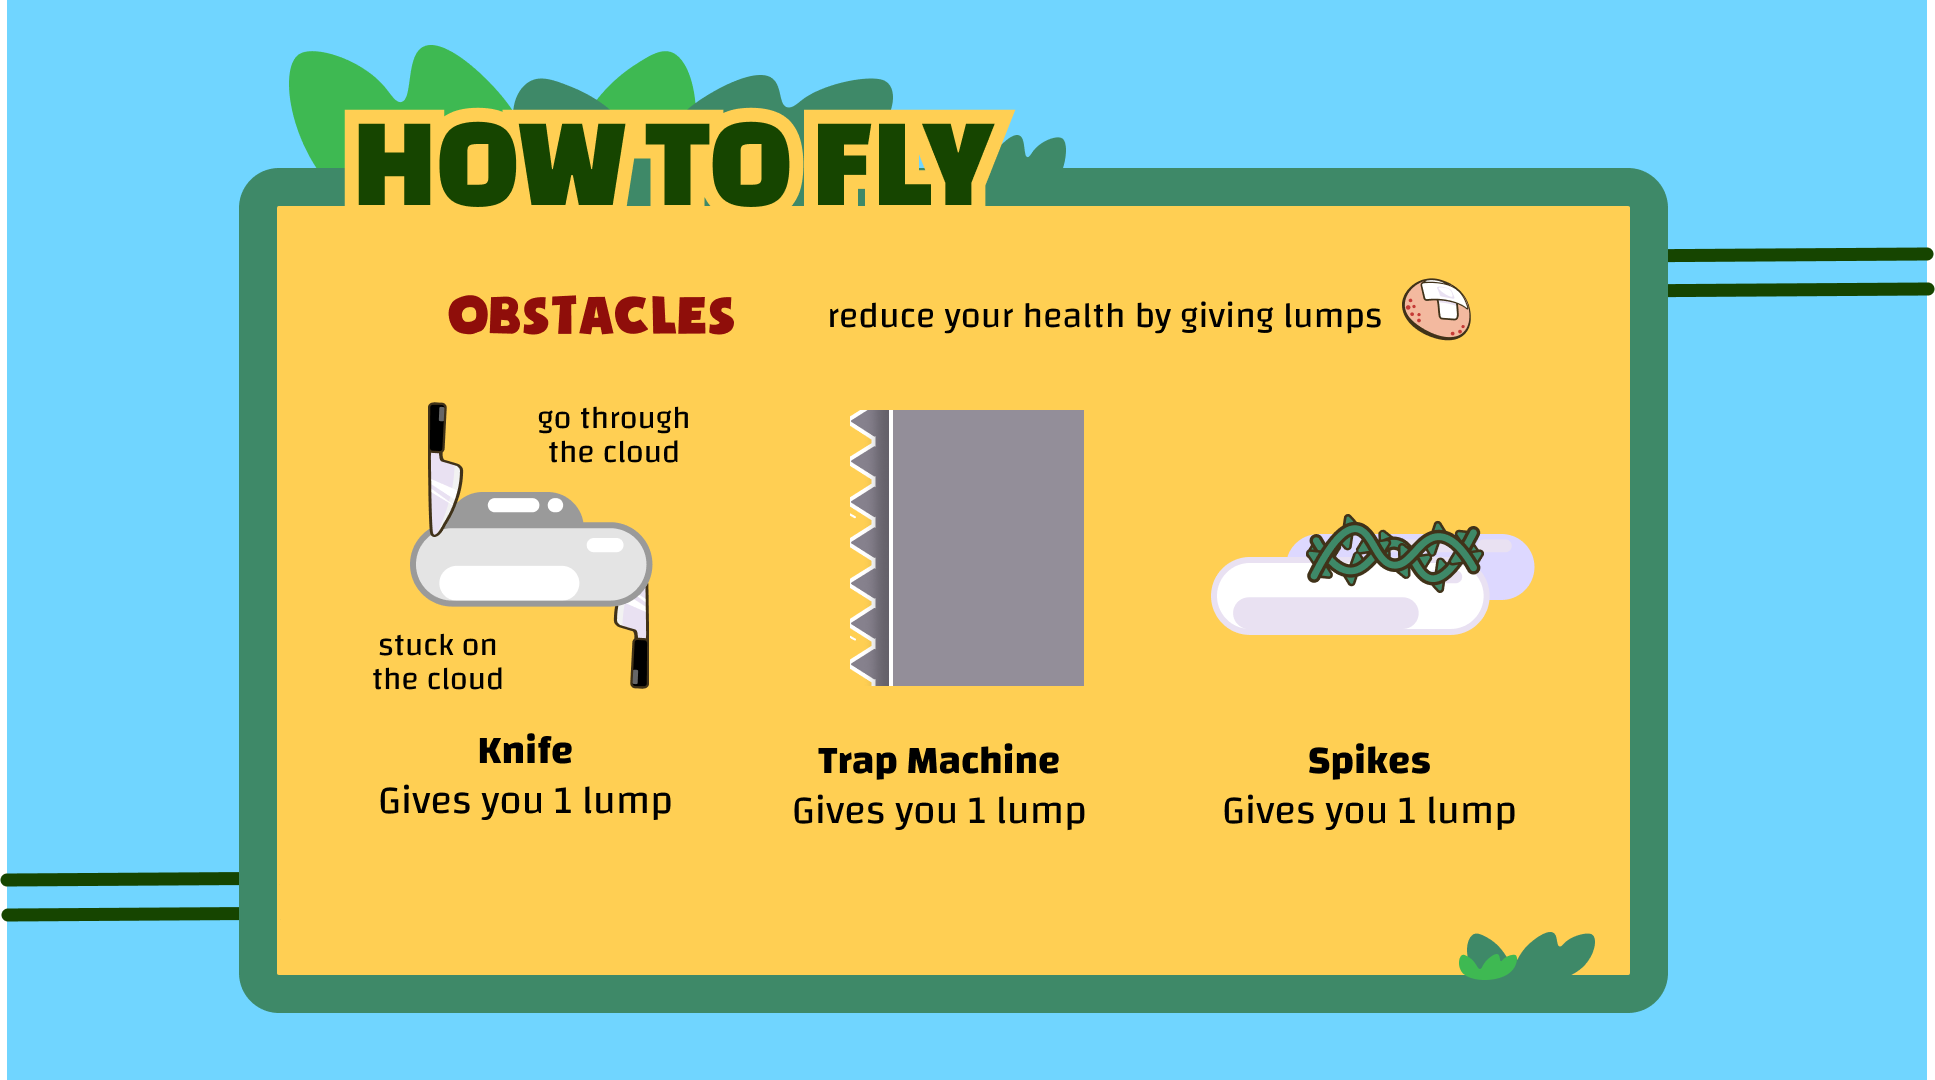 HOW TO FLY
OBSTACLES
reduce your health by giving lumps
go through
the cloud
stuck on
the cloud
Knife
Gives you 1 lump
Trap Machine
Gives you 1 lump
Spikes
Gives you 1 lump